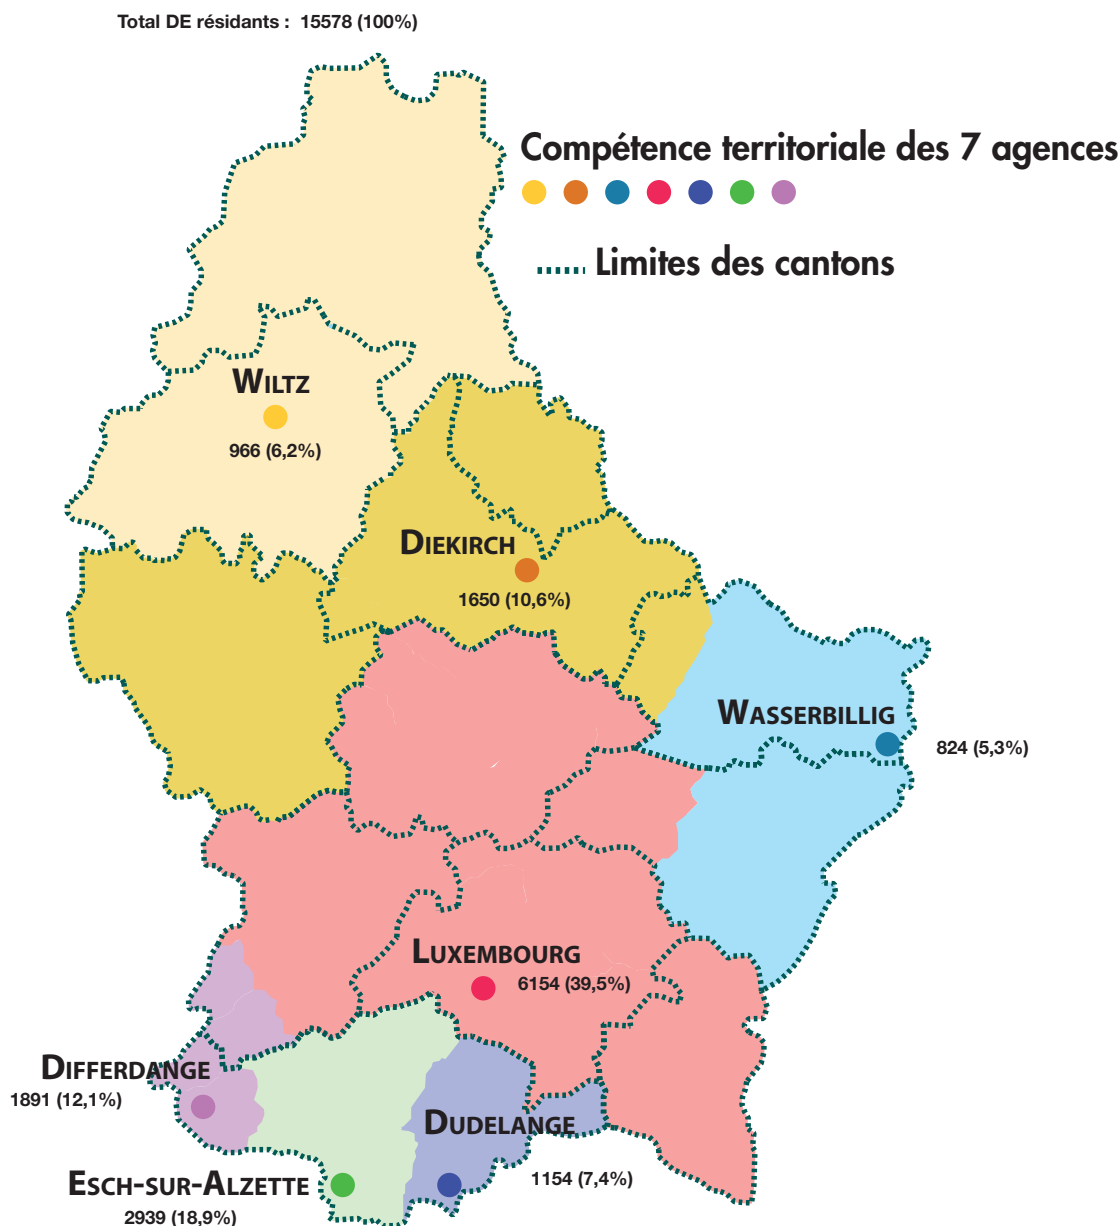 Total DE résidants : 15578 (100%)
Compétence territoriale des 7 agences
Limites des cantons
WILTZ
966 (6,2%)
DIEKIRCH
1650 (10,6%)
WASSERBILLIG
824 (5,3%)
LUXEMBOURG
6154 (39,5%)
DIFFERDANGE
1891 (12,1%)
DUDELANGE
1154 (7,4%)
ESCH-SUR-ALZETTE
2939 (18,9%)